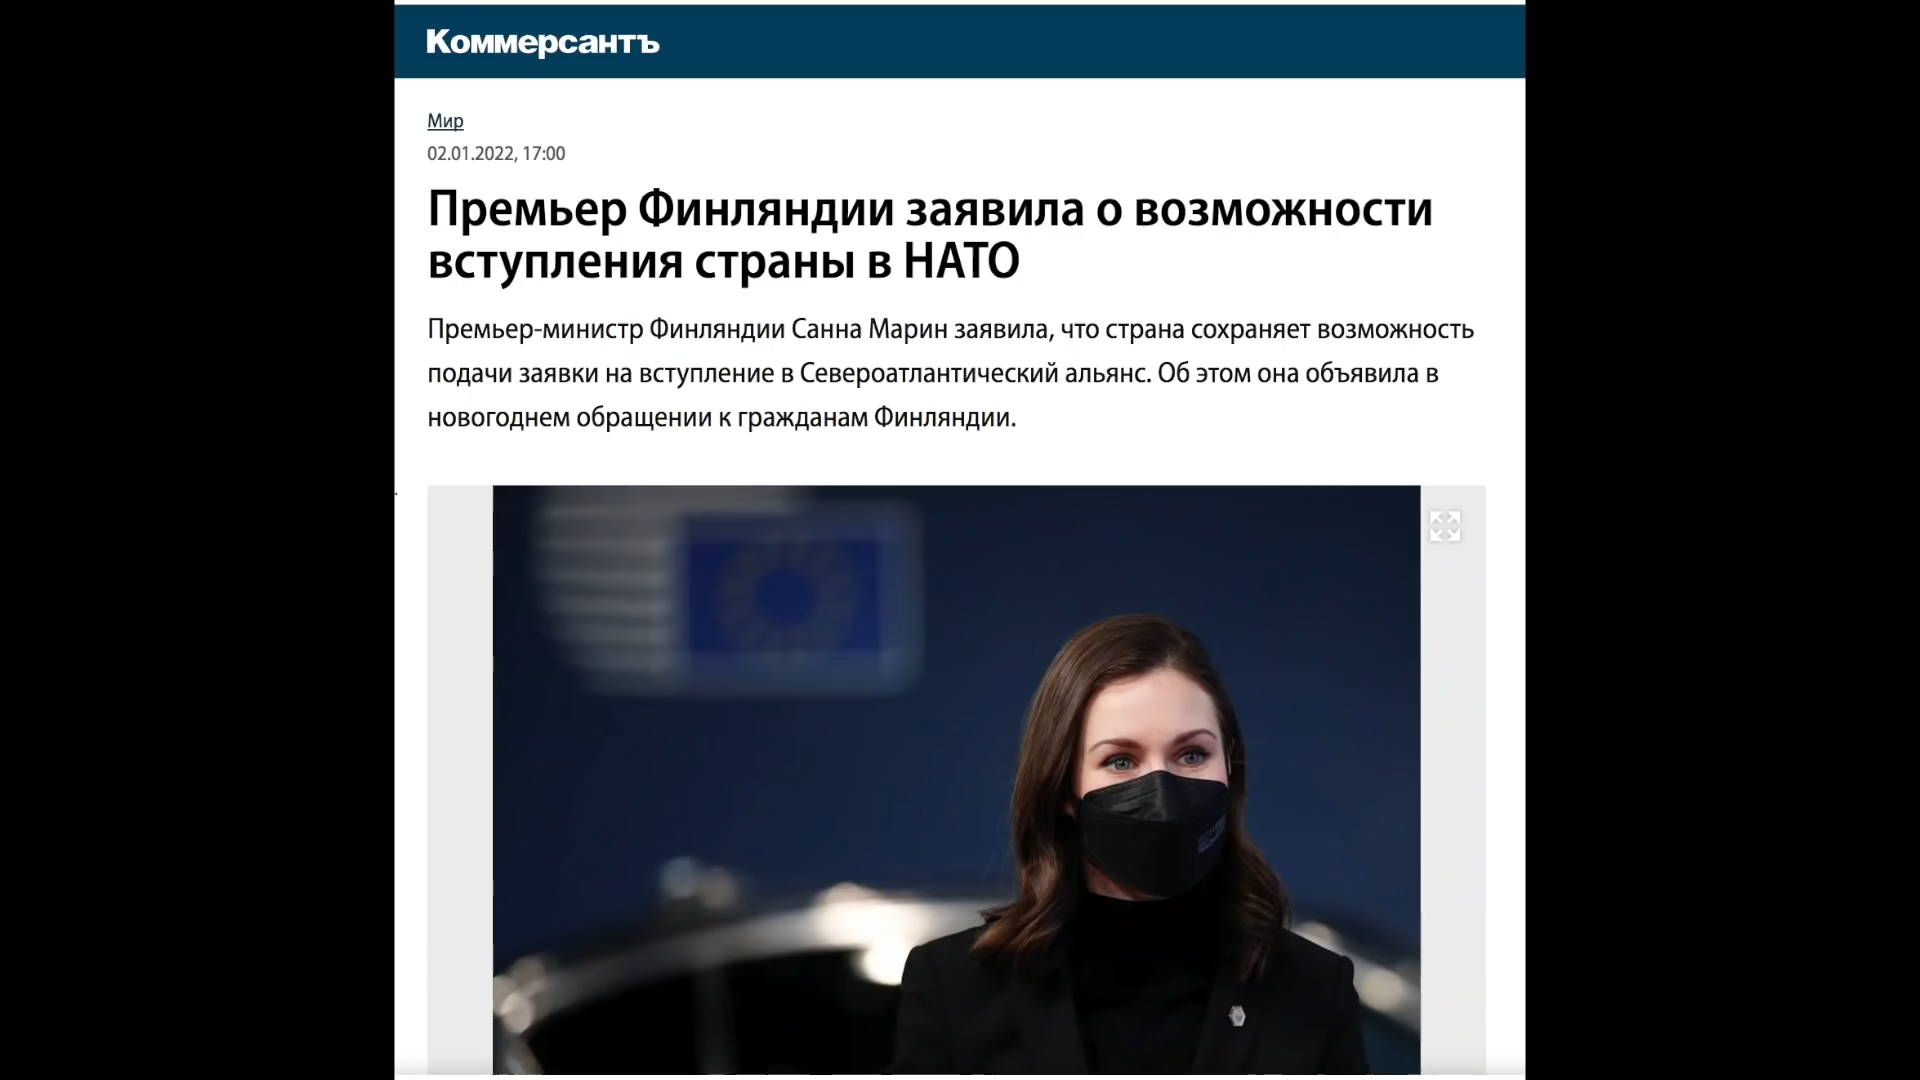 Коммерсантъ
Мир
02.01.2022, 17:00
Премьер Финляндии заявила о возможности
вступления страны в НАТО
Премьер-министр Финляндии Санна Марин заявила, что страна сохраняет возможность
подачи заявки на вступление в Североатлантический альянс. Об этом она объявила в
новогоднем обращении к гражданам Финляндии.